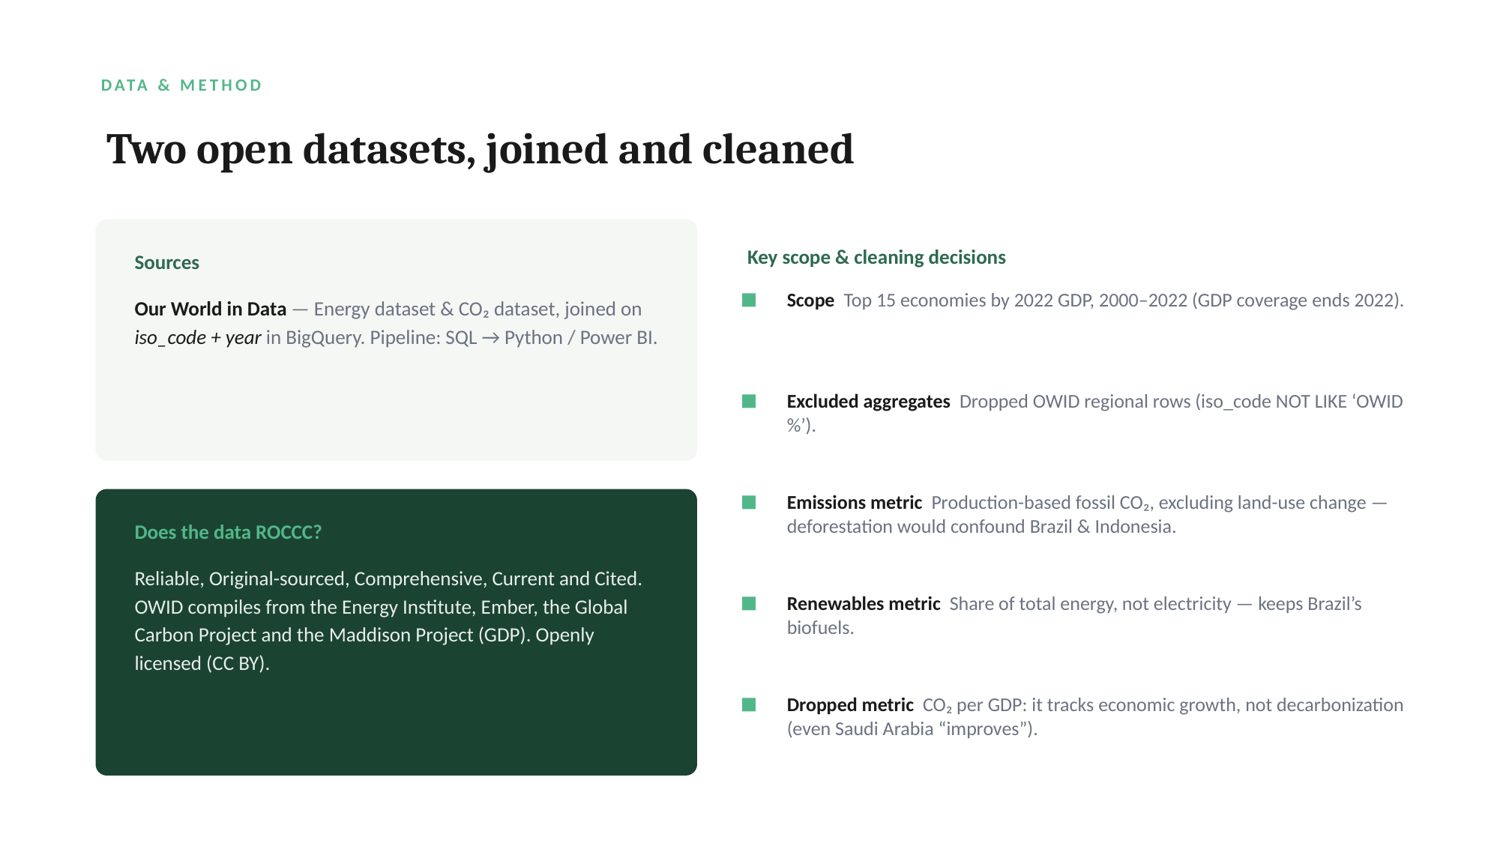 DATA & METHOD
Two open datasets, joined and cleaned
Sources
Our World in Data — Energy dataset & CO₂ dataset, joined on
iso_code + year in BigQuery. Pipeline: SQL → Python / Power BI.
Does the data ROCCC?
Reliable, Original-sourced, Comprehensive, Current and Cited.
OWID compiles from the Energy Institute, Ember, the Global
Carbon Project and the Maddison Project (GDP). Openly
licensed (CC BY).
Key scope & cleaning decisions
Scope Top 15 economies by 2022 GDP, 2000–2022 (GDP coverage ends 2022).
Excluded aggregates Dropped OWID regional rows (iso_code NOT LIKE ‘OWID
%’).
Emissions metric Production-based fossil CO₂, excluding land-use change —
deforestation would confound Brazil & Indonesia.
Renewables metric Share of total energy, not electricity — keeps Brazil’s
biofuels.
Dropped metric CO₂ per GDP: it tracks economic growth, not decarbonization
(even Saudi Arabia “improves”).